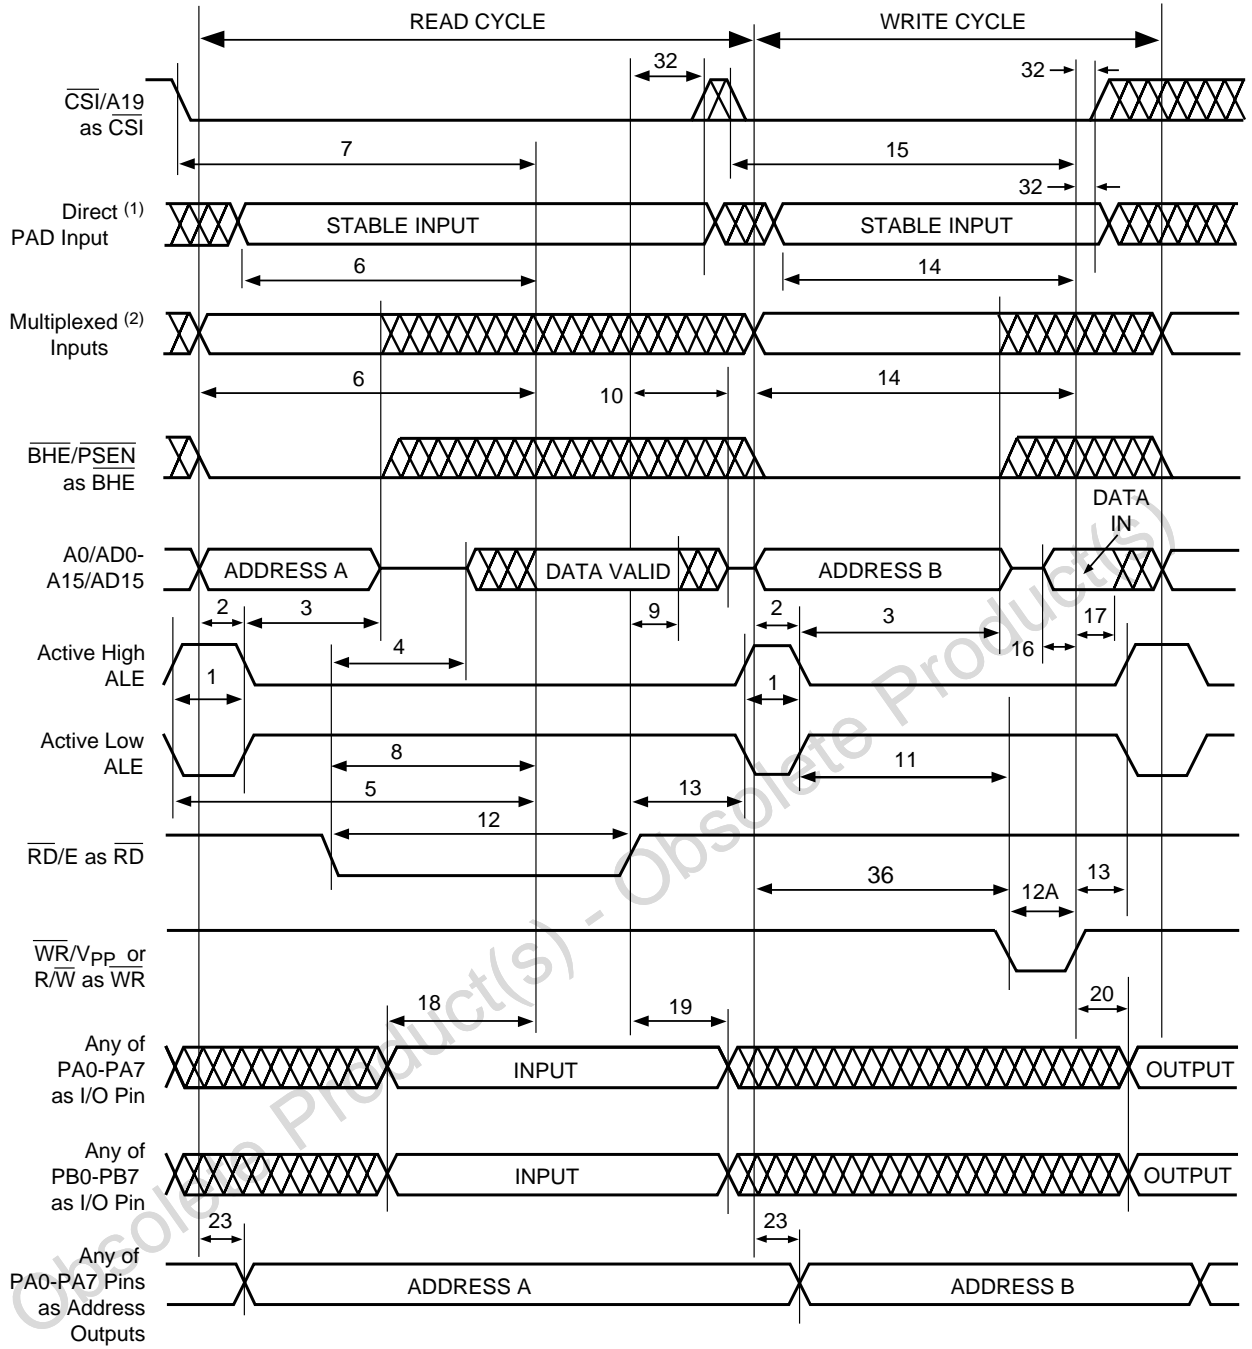 READ CYCLE
WRITE CYCLE
32
32
CSI/A19
as CSI
7
15
32
Direct (1)
PAD Input
STABLE INPUT
STABLE INPUT
6
14
Multiplexed (2)
Inputs
6
10
14
BHE/PSEN
as BHE
DATA
IN
A0/AD0-
A15/AD15
ADDRESS A
DATA VALID
ADDRESS B
2
3
9
2
3
17
4
16
Active High
ALE
1
1
Active Low
ALE
8
11
5
13
12
RD/E as RD
36
12A
13
WR/VPP or
R/W as WR
18
19
20
Any of
PA0-PA7
as I/O Pin
INPUT
OUTPUT
Any of
PB0-PB7
as I/O Pin
INPUT
OUTPUT
23
23
Any of
PA0-PA7 Pins
as Address
Outputs
ADDRESS A
ADDRESS B
Obsolete Product(s) - Obsolete Product(s)